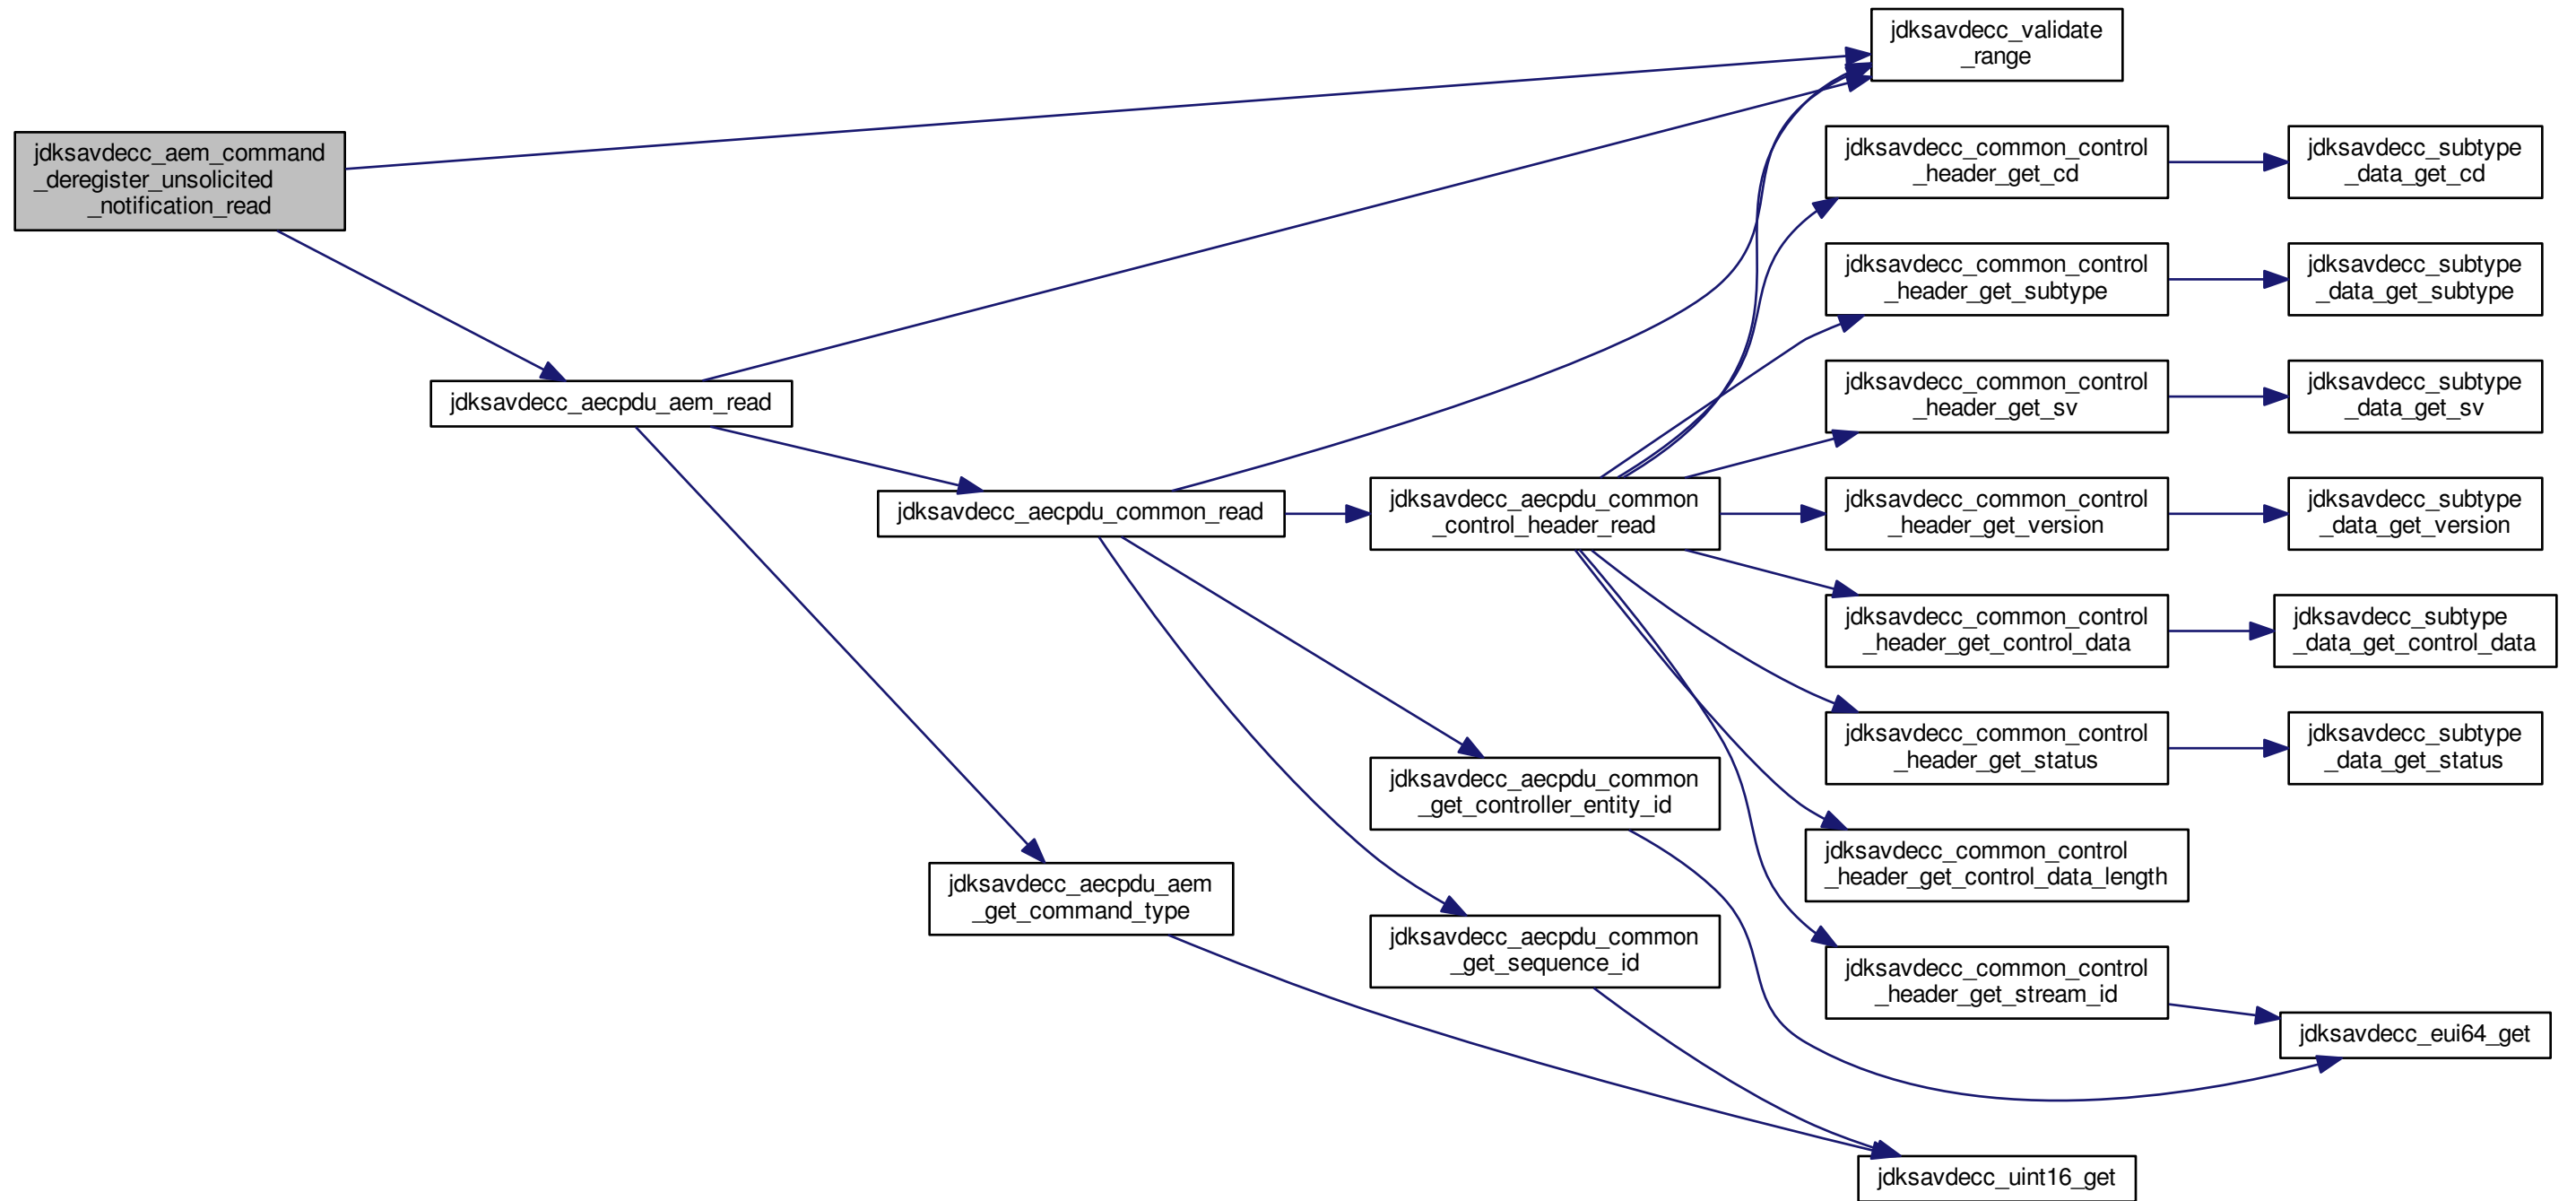 jdksavdecc_aem_command
_deregister_unsolicited
_notification_read
jdksavdecc_aecpdu_aem_read
jdksavdecc_aecpdu_common_read
jdksavdecc_aecpdu_aem
_get_command_type
jdksavdecc_aecpdu_common
_control_header_read
jdksavdecc_aecpdu_common
_get_controller_entity_id
jdksavdecc_aecpdu_common
_get_sequence_id
jdksavdecc_validate
_range
jdksavdecc_common_control
_header_get_cd
jdksavdecc_common_control
_header_get_subtype
jdksavdecc_common_control
_header_get_sv
jdksavdecc_common_control
_header_get_version
jdksavdecc_common_control
_header_get_control_data
jdksavdecc_common_control
_header_get_status
jdksavdecc_common_control
_header_get_control_data_length
jdksavdecc_common_control
_header_get_stream_id
jdksavdecc_uint16_get
jdksavdecc_subtype
_data_get_cd
jdksavdecc_subtype
_data_get_subtype
jdksavdecc_subtype
_data_get_sv
jdksavdecc_subtype
_data_get_version
jdksavdecc_subtype
_data_get_control_data
jdksavdecc_subtype
_data_get_status
jdksavdecc_eui64_get